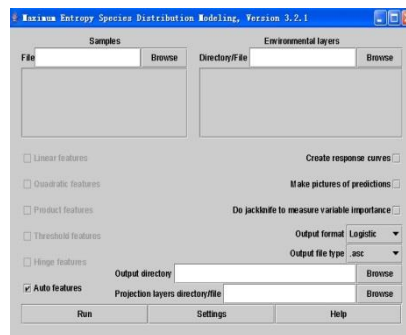 Maximum Entropy Species Distribution Modeling, Version 3.2.1
Samples
Environmental layers
File
Browse
Directory/File
Browse
Linear features
Create response curves
Quadratic features
Make pictures of predictions
Product features
Do jackknife to measure variable importance
Threshold features
Output format
Logistic
Hinge features
Output file type
.asc
Output directory
Browse
Auto features
Projection layers directory/file
Browse
Run
Settings
Help